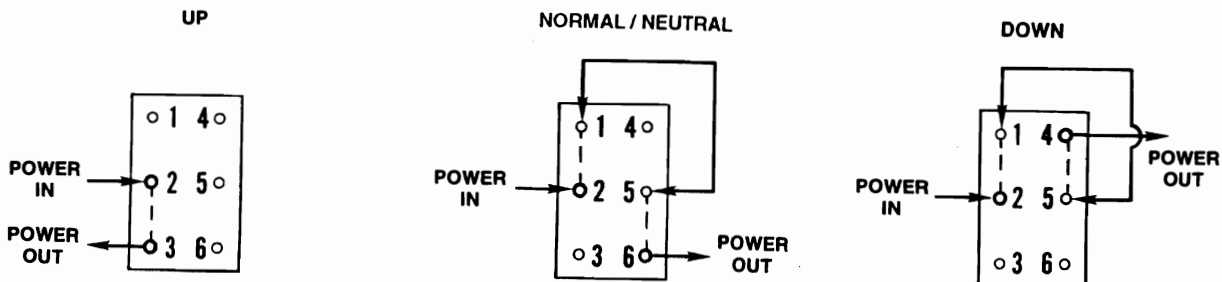 UP
1 4
POWER
IN
2 5
POWER
OUT
3 6
NORMAL / NEUTRAL
1 4
POWER
IN
2 5
3 6
POWER
OUT
DOWN
1 4
POWER
OUT
POWER
IN
2 5
3 6